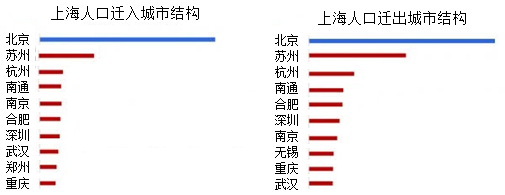 上海人口迁入城市结构
北京
苏州
杭州
南通
南京
合肥
深圳
武汉
郑州
重庆
上海人口迁出城市结构
北京
苏州
杭州
南通
合肥
深圳
南京
无锡
重庆
武汉